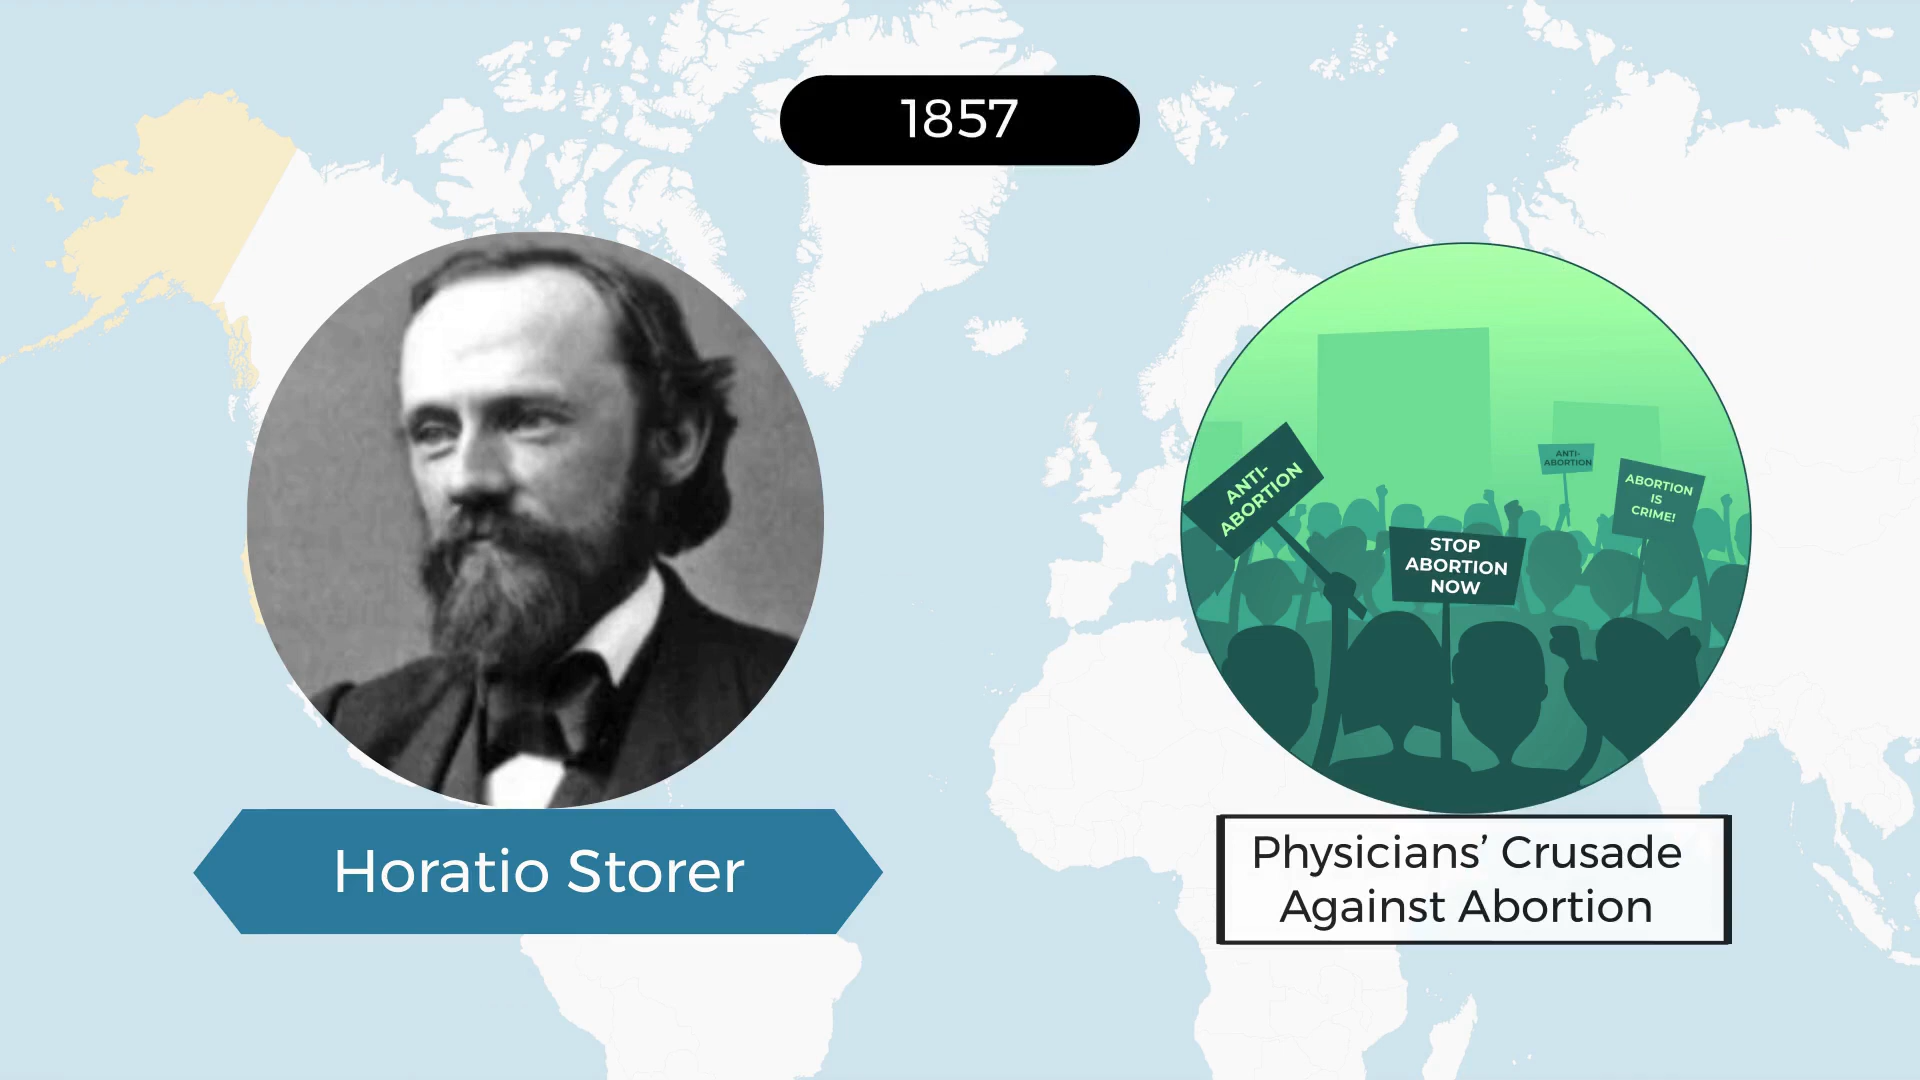 1857
ANTI-
ABORTION
ANTI-
ABORTION
ABORTION
IS
CRIME!
STOP
ABORTION
NOW
Horatio Storer
Physicians’ Crusade
Against Abortion